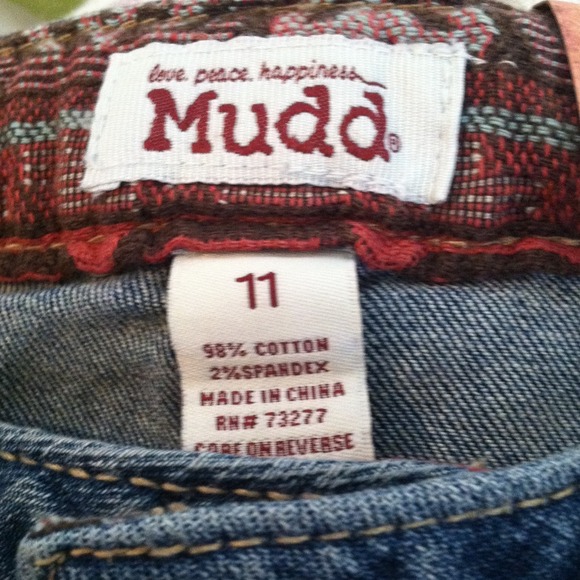 love. peace. happiness
Mudd®
11
98% COTTON
2% SPANDEX
MADE IN CHINA
RN# 73277
CARE ON REVERSE